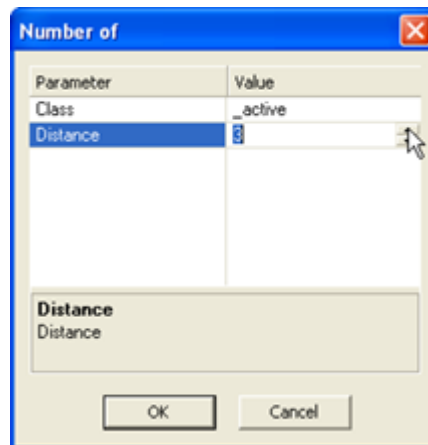 Number of
Parameter Value
Class _active
Distance 3
Distance
Distance
OK Cancel